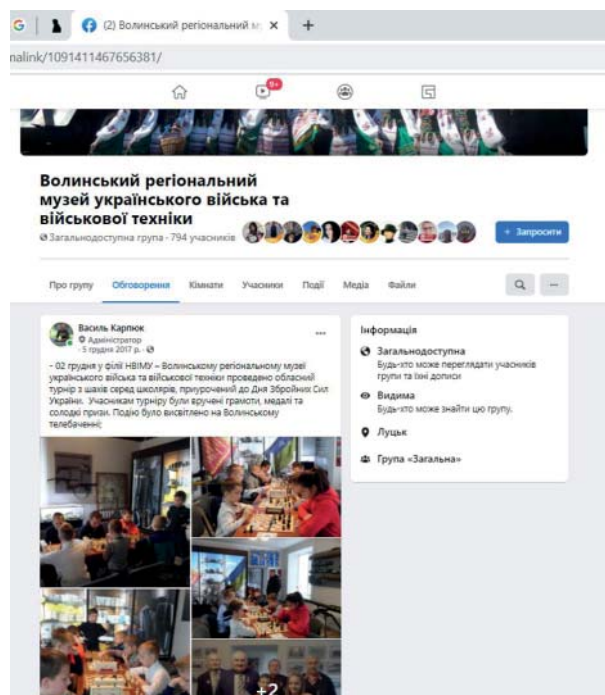 (2) Волинський регіональний м
nalink/1091411467656381/
9+
Волинський регіональний
музей українського війська та
військової техніки
Загальнодоступна група · 794 учасників
+ Запросити
Про групу Обговорення Кімнати Учасники Події Медіа Файли
Василь Карпюк
Адміністратор
· 5 грудня 2017 р. ·
- 02 грудня у філії НВІМУ – Волинському регіональному музеї
українського війська та військової техніки проведено обласний
турнір з шахів серед школярів, приурочений до Дня Збройних Сил
України. Учасникам турніру були вручені грамоти, медалі та
солодкі призи. Подію було висвітлено на Волинському
телебаченні;
+2
Інформація
Загальнодоступна
Будь-хто може переглядати учасників
групи та їхні дописи
Видима
Будь-хто може знайти цю групу.
Луцьк
Група «Загальна»